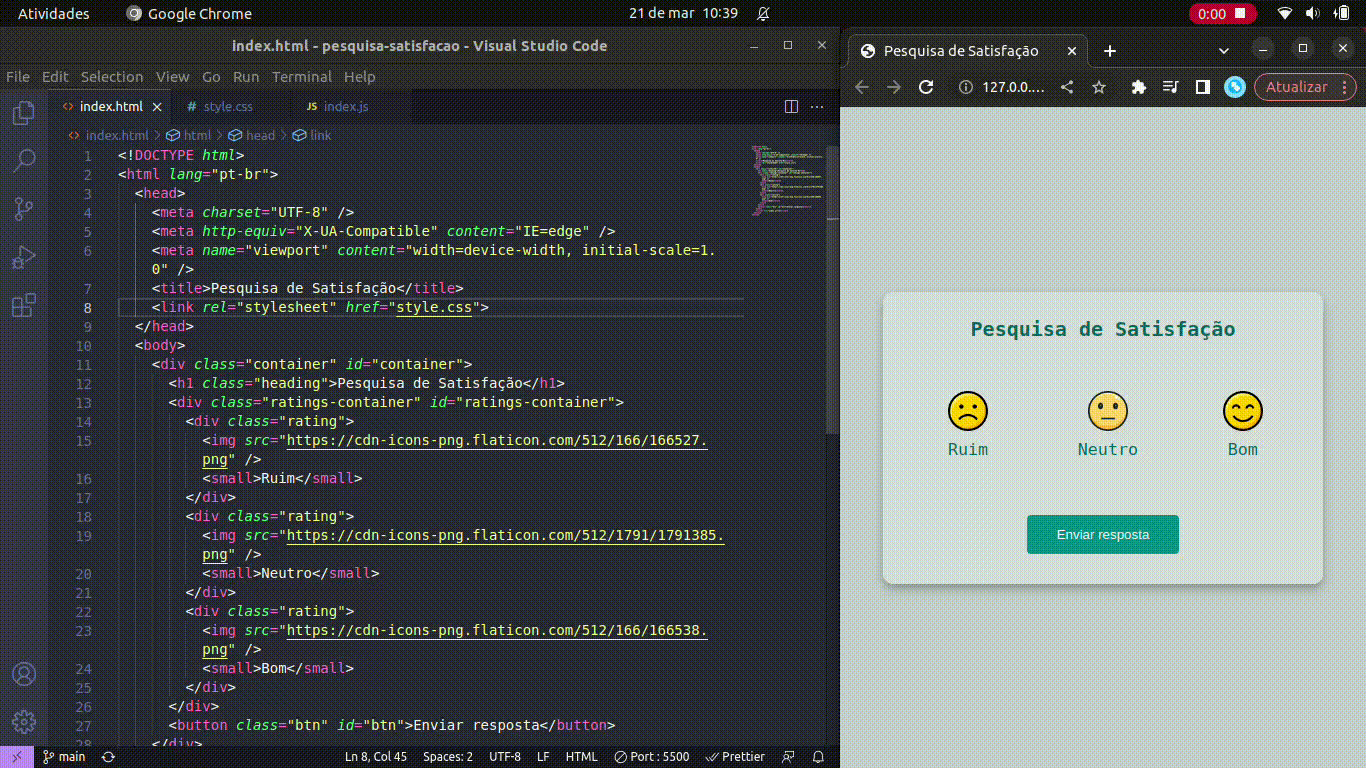 Atividades
Google Chrome
21 de mar 10:39
0:00
index.html - pesquisa-satisfacao - Visual Studio Code
File Edit Selection View Go Run Terminal Help
index.html
# style.css
JS index.js
index.html > html > head > link
1 <!DOCTYPE html>
2 <html lang="pt-br">
3 <head>
4 <meta charset="UTF-8" />
5 <meta http-equiv="X-UA-Compatible" content="IE=edge" />
6 <meta name="viewport" content="width=device-width, initial-scale=1.
0" />
7 <title>Pesquisa de Satisfação</title>
8 <link rel="stylesheet" href="style.css">
9 </head>
10 <body>
11 <div class="container" id="container">
12 <h1 class="heading">Pesquisa de Satisfação</h1>
13 <div class="ratings-container" id="ratings-container">
14 <div class="rating">
15 <img src="https://cdn-icons-png.flaticon.com/512/166/166527.
png" />
16 <small>Ruim</small>
17 </div>
18 <div class="rating">
19 <img src="https://cdn-icons-png.flaticon.com/512/1791/1791385.
png" />
20 <small>Neutro</small>
21 </div>
22 <div class="rating">
23 <img src="https://cdn-icons-png.flaticon.com/512/166/166538.
png" />
24 <small>Bom</small>
25 </div>
26 </div>
27 <button class="btn" id="btn">Enviar resposta</button>
28 </div>
main
Ln 8, Col 45 Spaces: 2 UTF-8 LF HTML Port : 5500 Prettier
Pesquisa de Satisfação
127.0.0....
Atualizar
Pesquisa de Satisfação
Ruim
Neutro
Bom
Enviar resposta